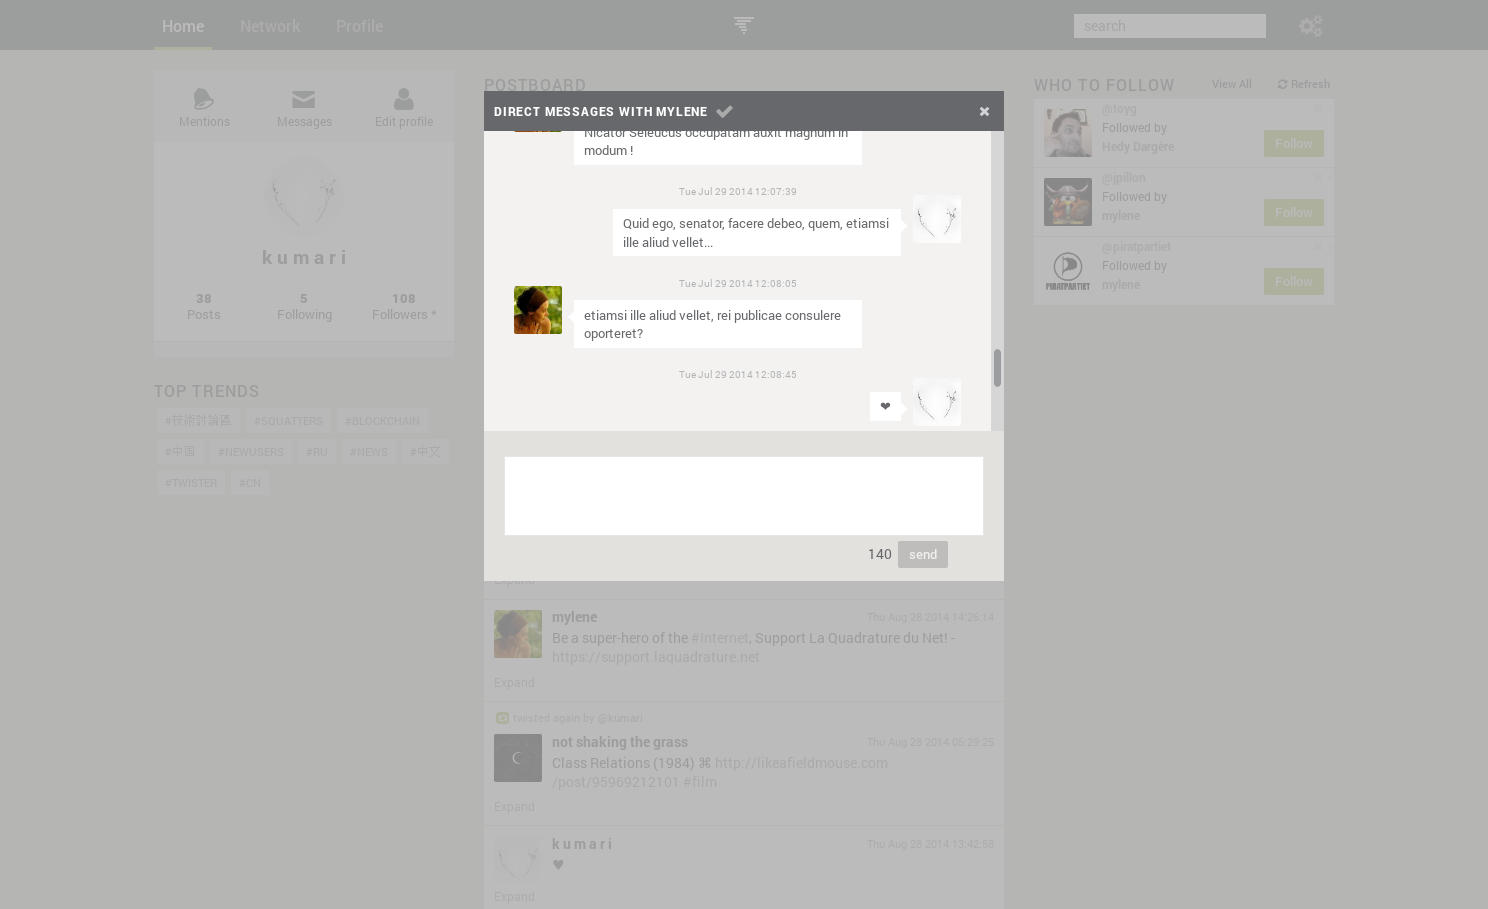 Home Network Profile
search
Mentions Messages Edit profile
kumari
38 5 108
Posts Following Followers *
TOP TRENDS
#技術討論區 #SQUATTERS #BLOCKCHAIN
#中国 #NEWUSERS #RU #NEWS #中文
#TWISTER #CN
POSTBOARD
DIRECT MESSAGES WITH MYLENE
Nicator Seleucus occupatam auxit magnum in
modum !
Tue Jul 29 2014 12:07:39
Quid ego, senator, facere debeo, quem, etiamsi
ille aliud vellet...
Tue Jul 29 2014 12:08:05
etiamsi ille aliud vellet, rei publicae consulere
oporteret?
Tue Jul 29 2014 12:08:45
❤
140 send
Expand
mylene Thu Aug 28 2014 14:26:14
Be a super-hero of the #Internet, Support La Quadrature du Net! -
https://support.laquadrature.net
Expand
twisted again by @kumari
not shaking the grass Thu Aug 28 2014 05:29:25
Class Relations (1984) ⌘ http://likeafieldmouse.com
/post/95969212101 #film
Expand
kumari Thu Aug 28 2014 13:42:58
♥
Expand
WHO TO FOLLOW View All Refresh
@toyg
Followed by
Hedy Dargère
Follow
@jpillon
Followed by
mylene
Follow
@piratpartiet
Followed by
mylene
Follow
PIRATPARTIET